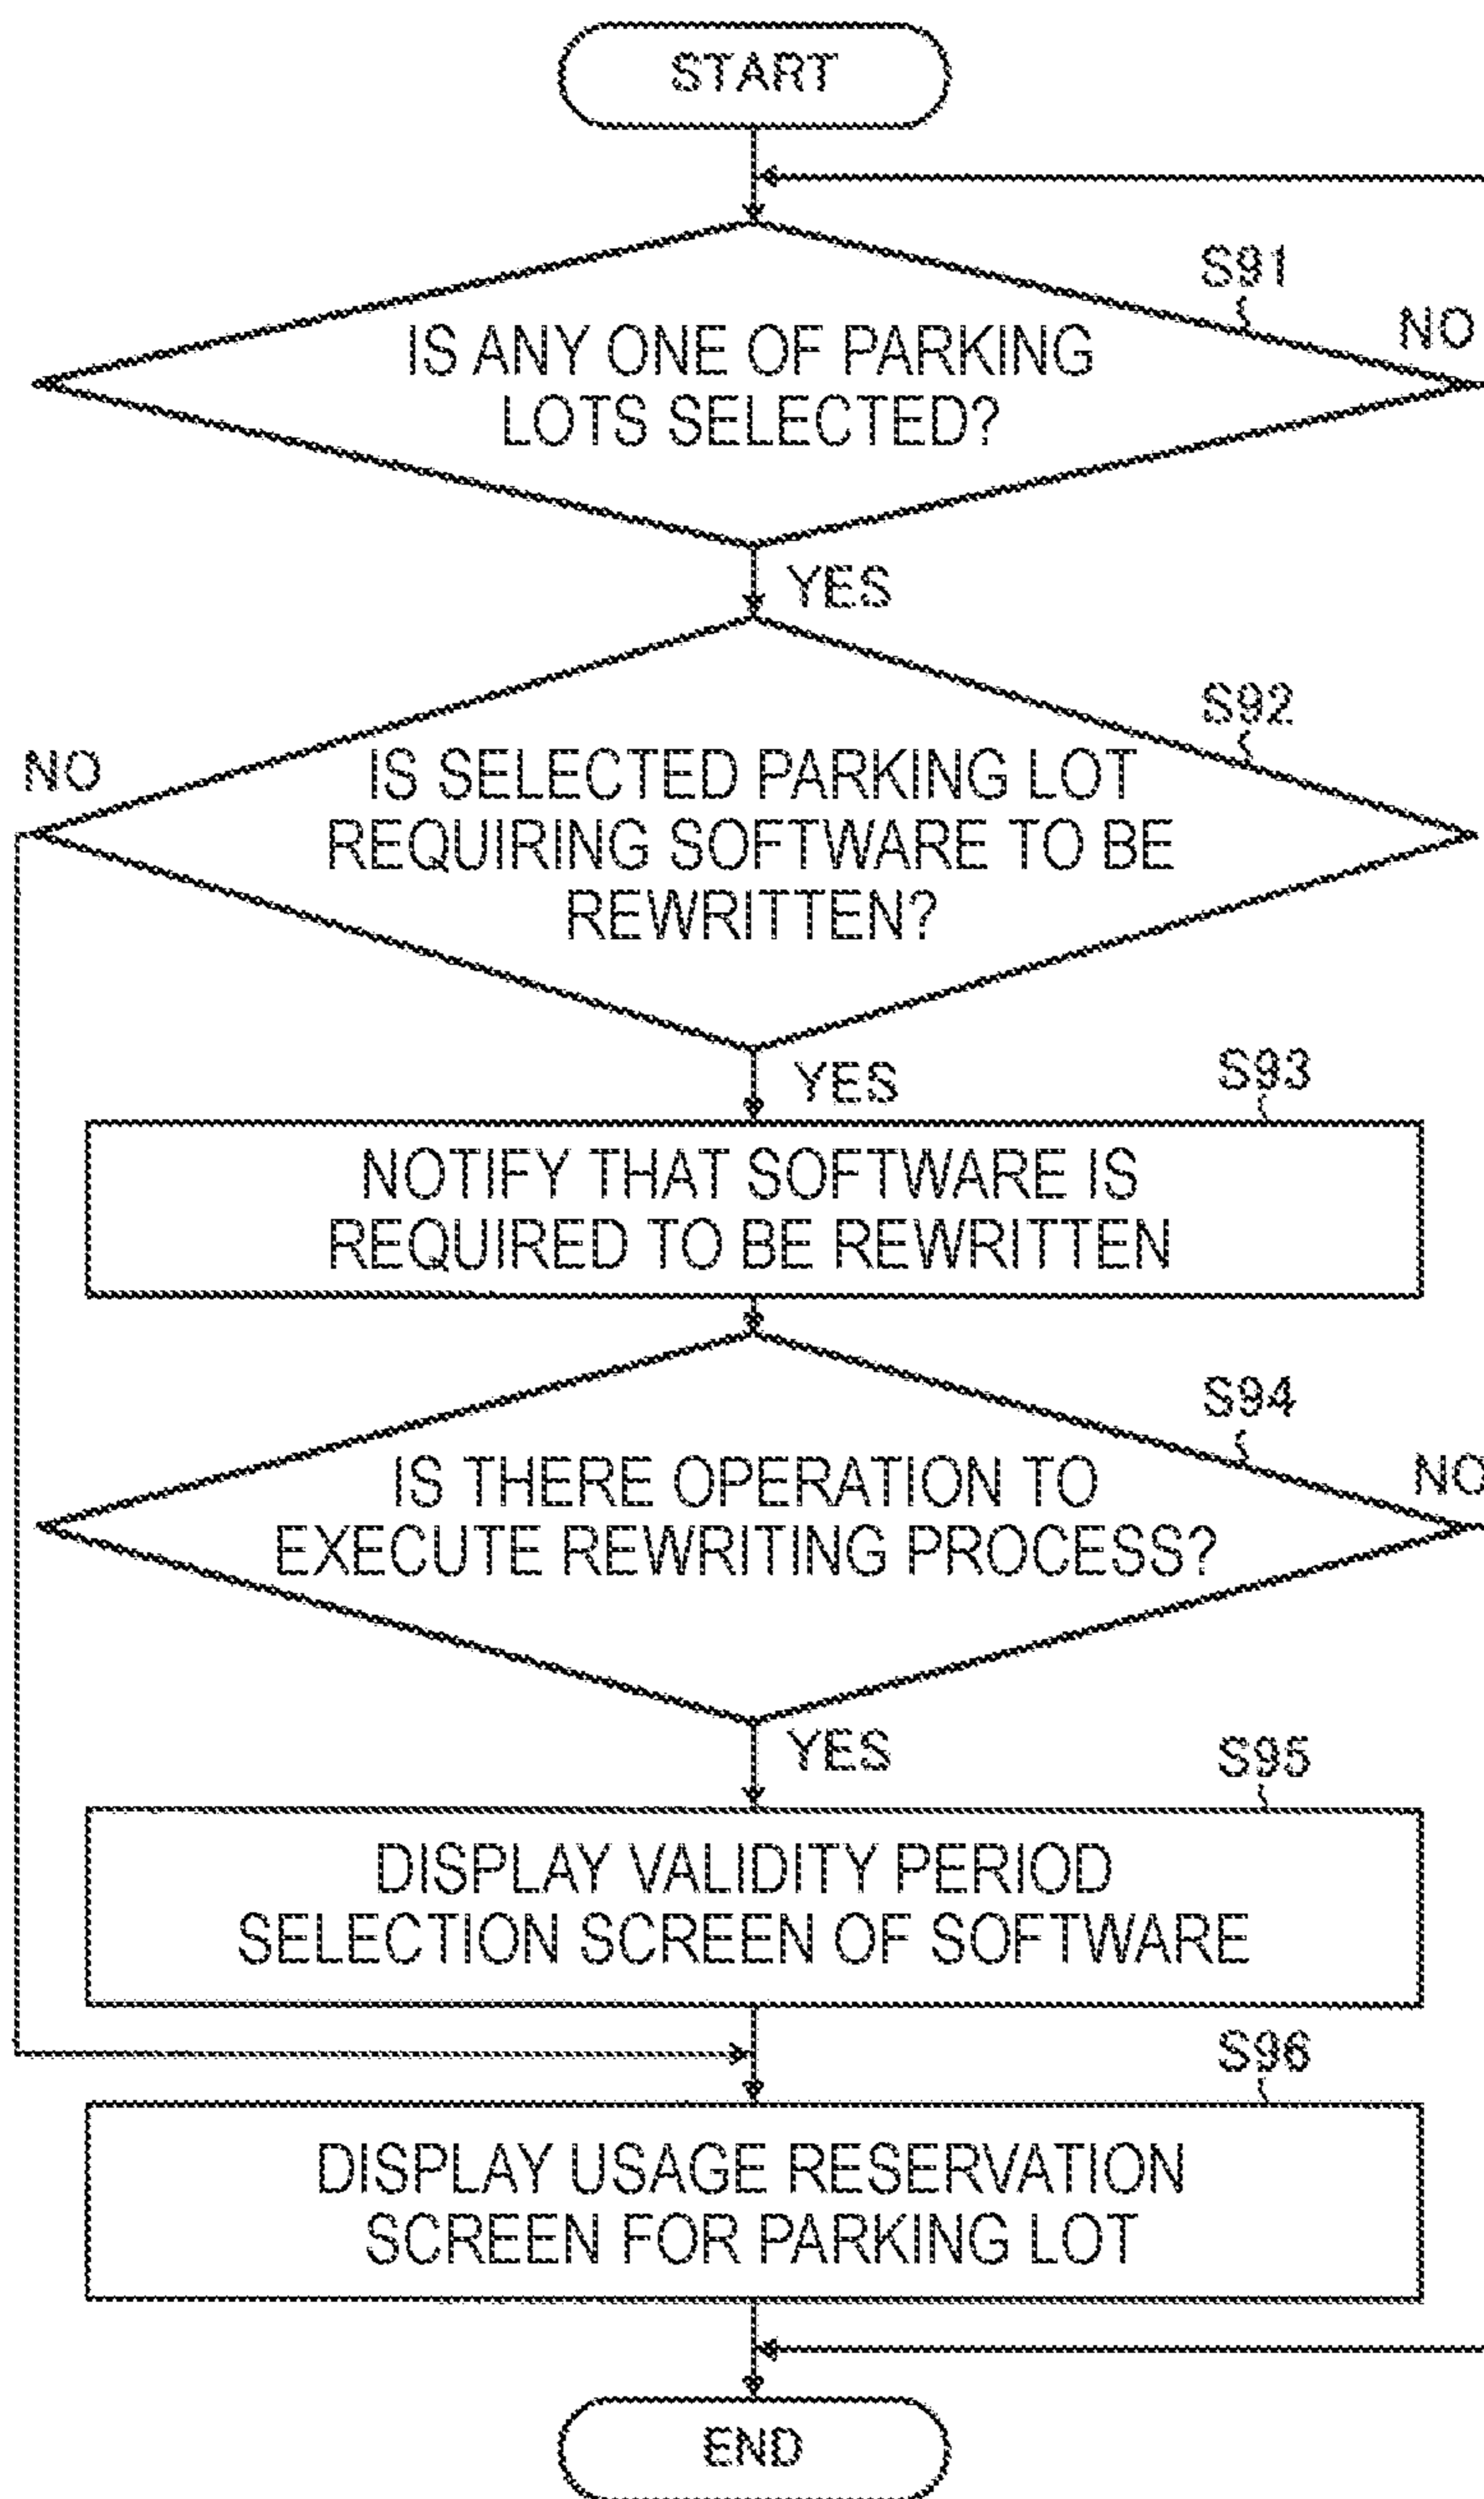 START
S91
NO
IS ANY ONE OF PARKING
LOTS SELECTED?
YES
S92
NO
IS SELECTED PARKING LOT
REQUIRING SOFTWARE TO BE
REWRITTEN?
YES
S93
NOTIFY THAT SOFTWARE IS
REQUIRED TO BE REWRITTEN
S94
NO
IS THERE OPERATION TO
EXECUTE REWRITING PROCESS?
YES
S95
DISPLAY VALIDITY PERIOD
SELECTION SCREEN OF SOFTWARE
S96
DISPLAY USAGE RESERVATION
SCREEN FOR PARKING LOT
END